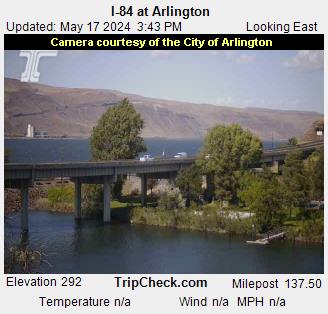 I-84 at Arlington
Updated: May 17 2024 3:43 PM Looking East
Camera courtesy of the City of Arlington
Elevation 292 TripCheck.com Milepost 137.50
Temperature n/a Wind n/a MPH n/a